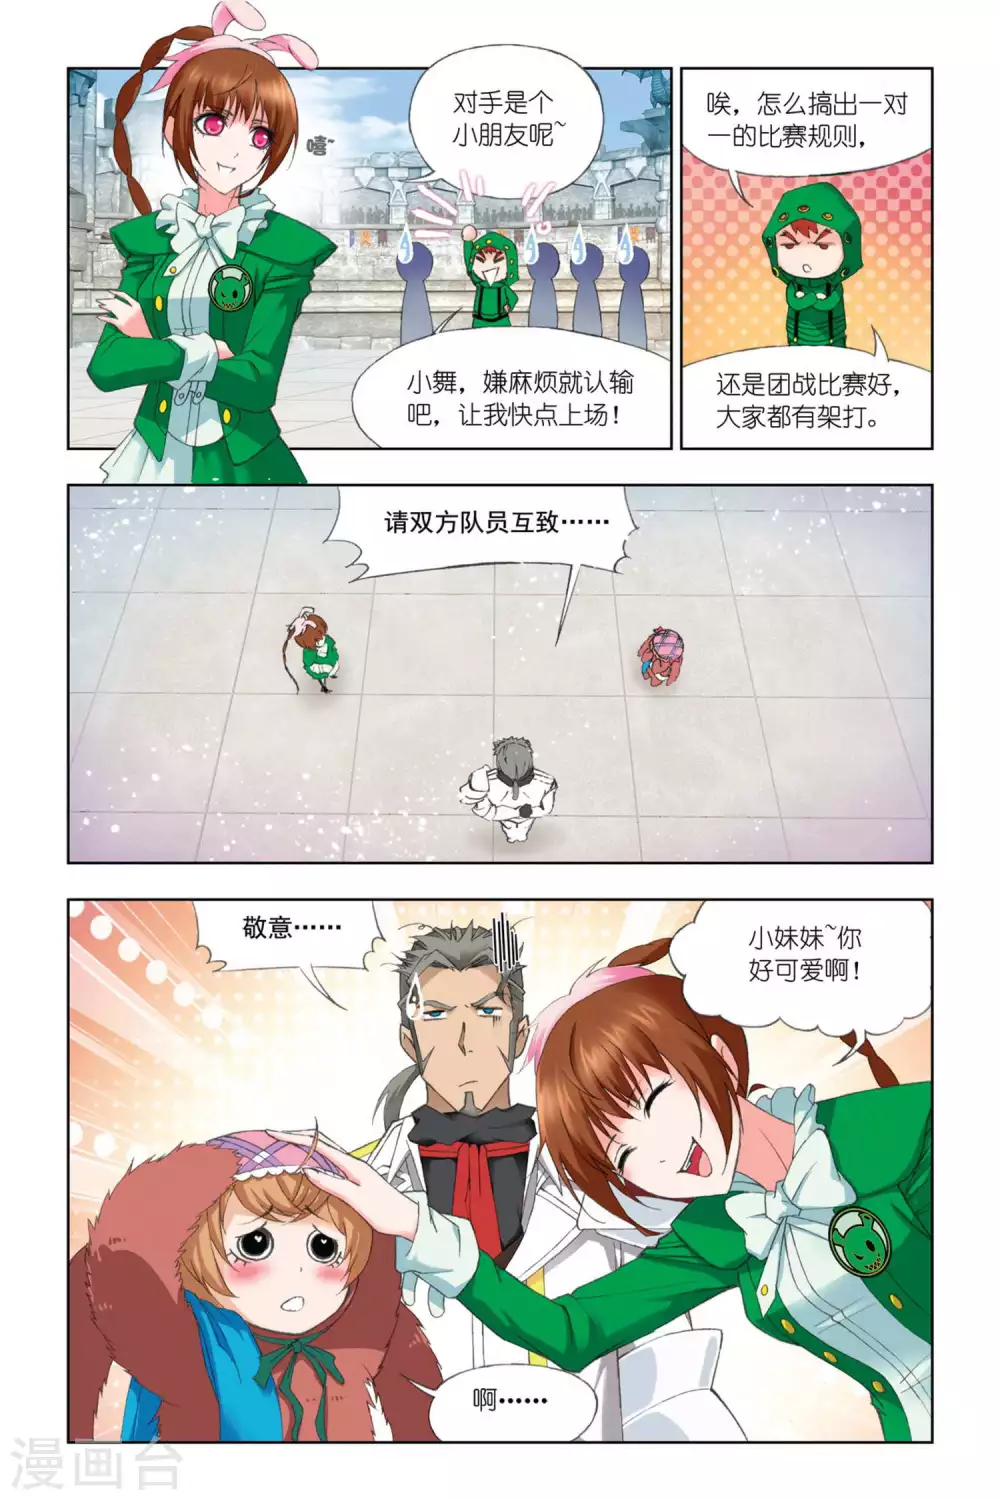 嘻~
对手是个
小朋友呢~
小舞，嫌麻烦就认输
吧，让我快点上场！
唉，怎么搞出一对
一的比赛规则，
还是团战比赛好，
大家都有架打。
请双方队员互致……
敬意……
小妹妹~你
好可爱啊！
啊……
漫画台